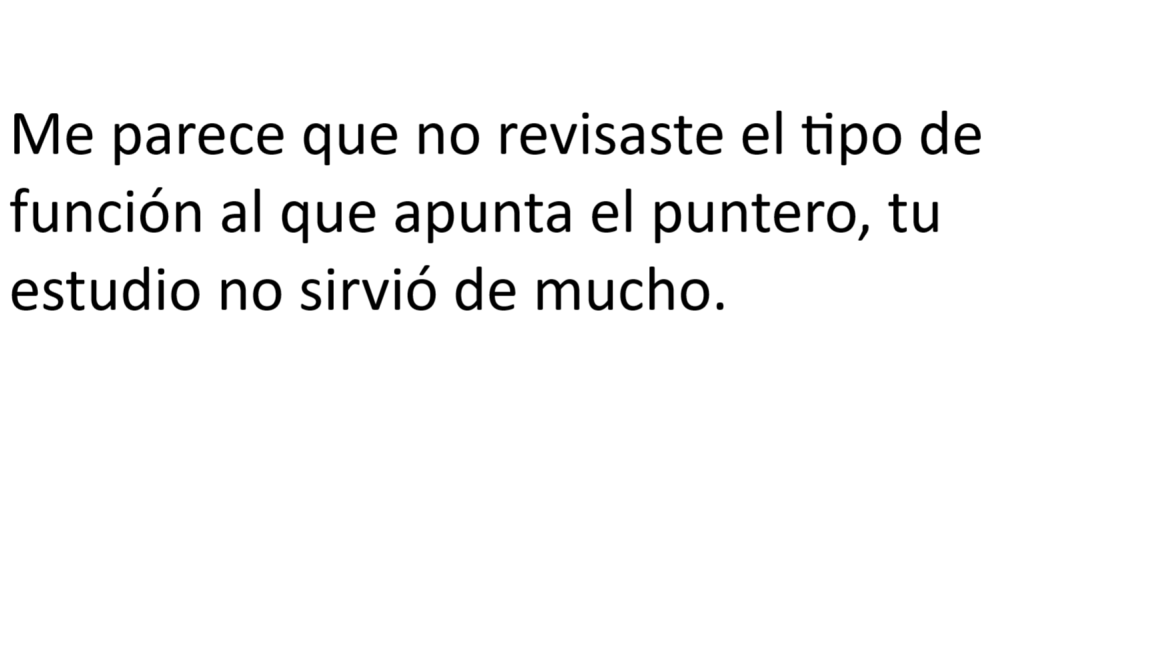 Me parece que no revisaste el tipo de
función al que apunta el puntero, tu
estudio no sirvió de mucho.